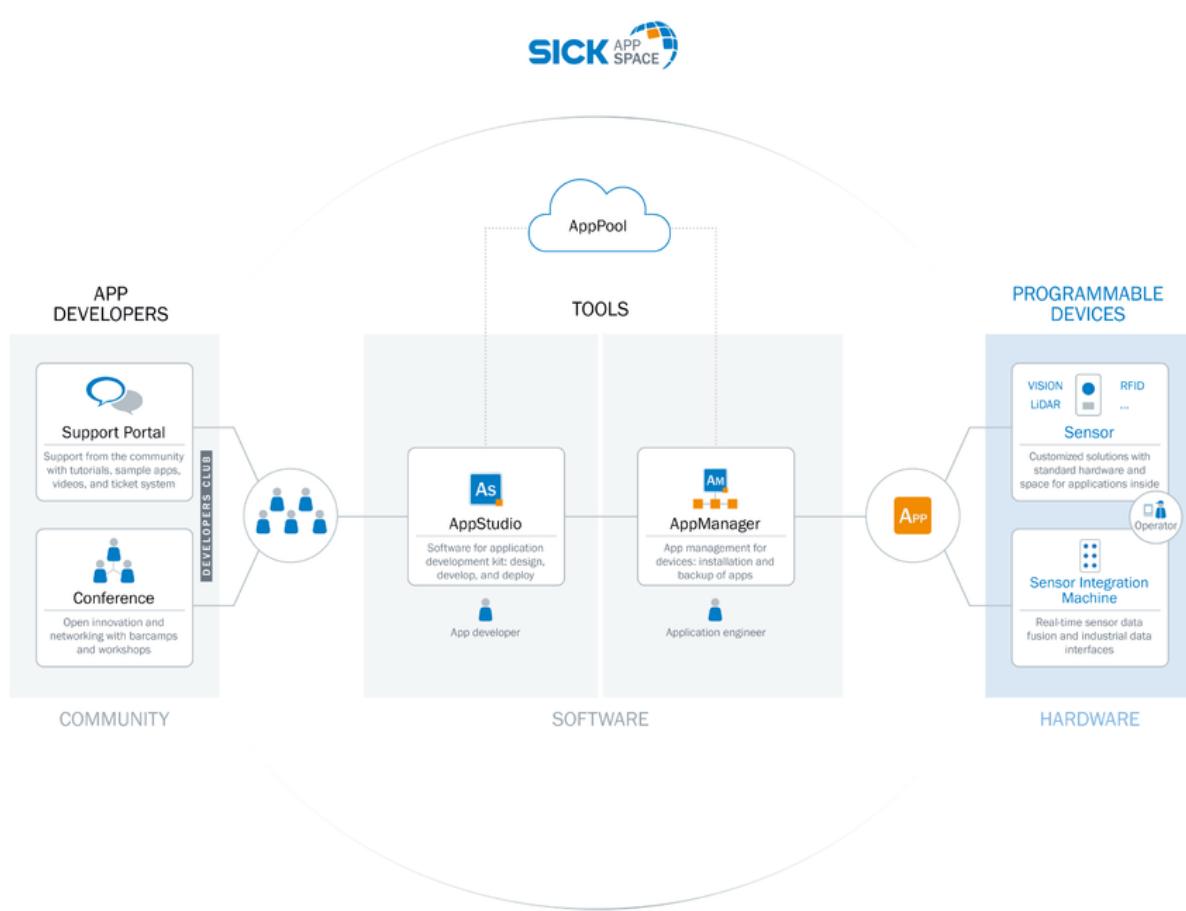 SICK APP
SPACE
AppPool
APP
DEVELOPERS
TOOLS
PROGRAMMABLE
DEVICES
Support Portal
Support from the community
with tutorials, sample apps,
videos, and ticket system
Conference
Open innovation and
networking with barcamps
and workshops
DEVELOPERS CLUB
As
AppStudio
Software for application
development kit: design,
develop, and deploy
App developer
AM
AppManager
App management for
devices: installation and
backup of apps
Application engineer
APP
VISION
RFID
LiDAR
...
Sensor
Customized solutions with
standard hardware and
space for applications inside
Operator
Sensor Integration
Machine
Real-time sensor data
fusion and industrial data
interfaces
COMMUNITY
SOFTWARE
HARDWARE